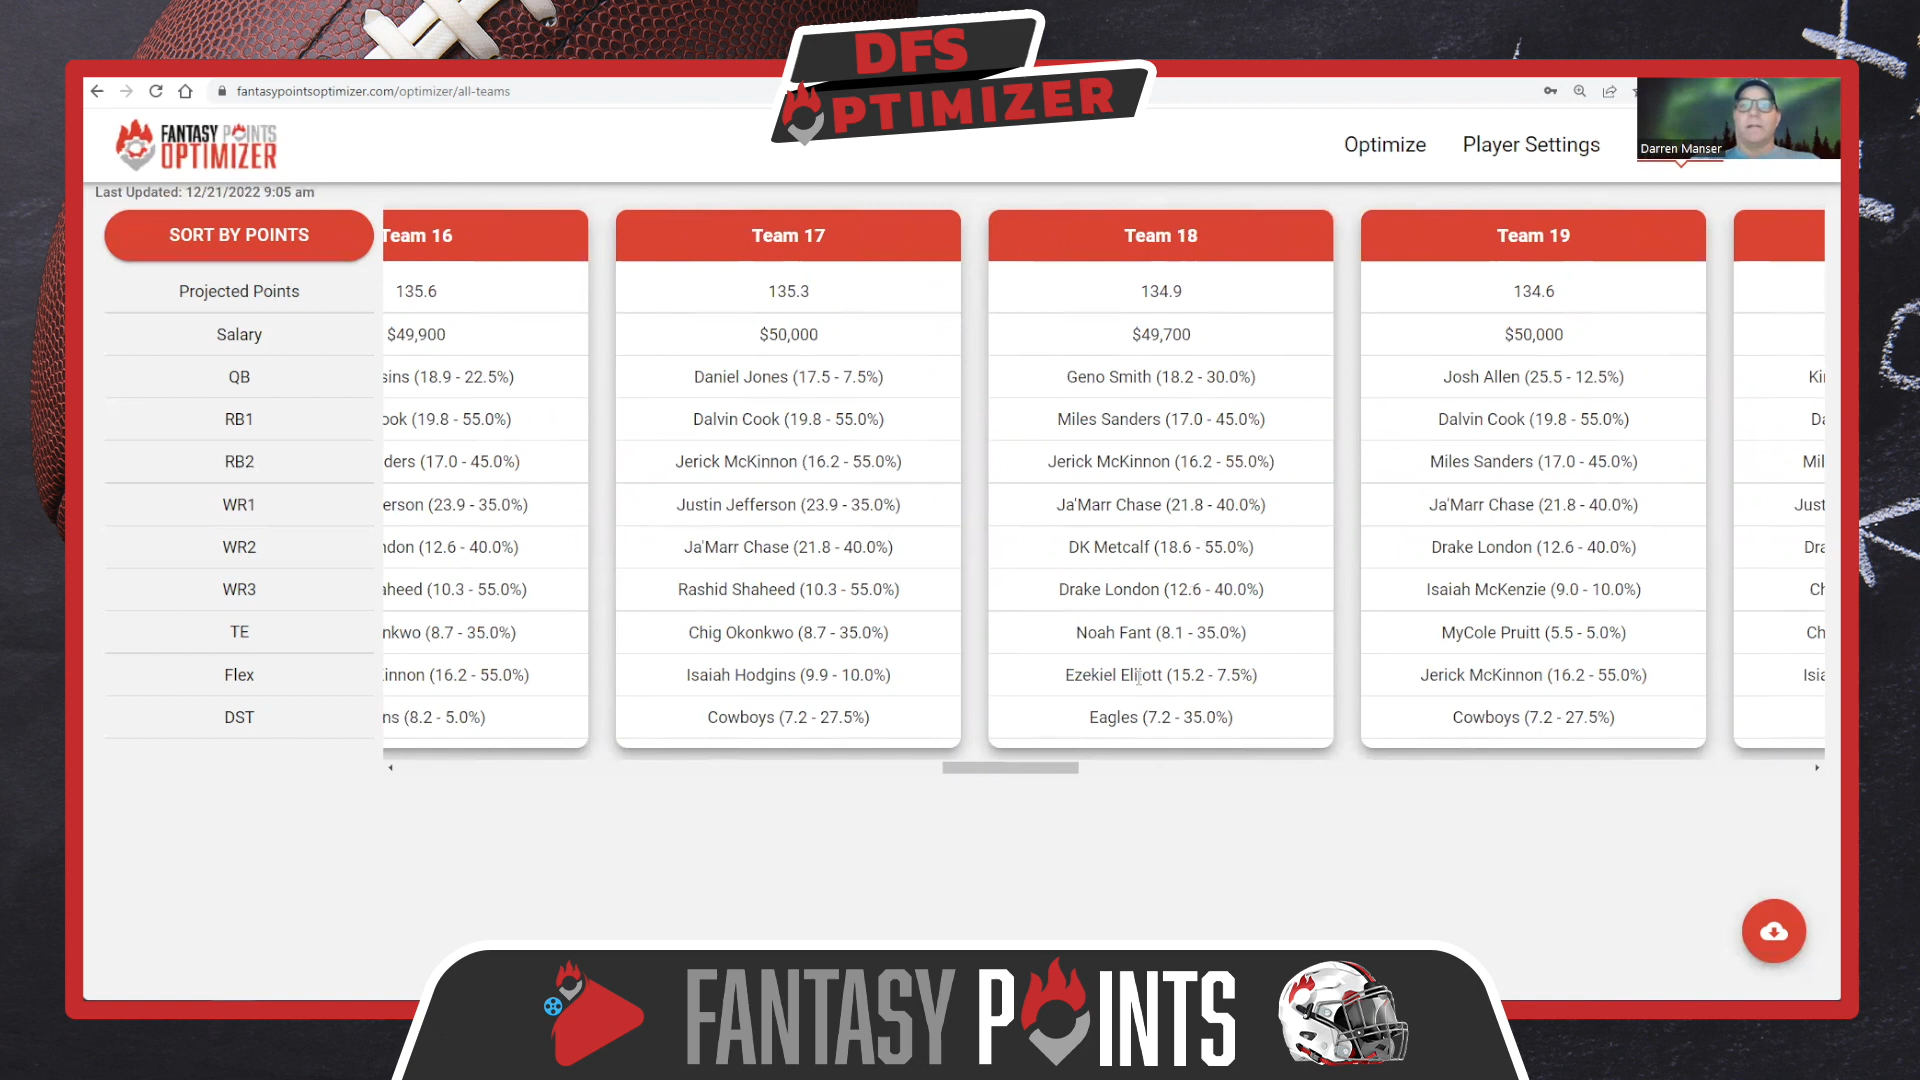 DFS
OPTIMIZER
fantasypointsoptimizer.com/optimizer/all-teams
FANTASY POINTS
OPTIMIZER
Optimize
Player Settings
Darren Manser
Last Updated: 12/21/2022 9:05 am
SORT BY POINTS
Team 16
Team 17
Team 18
Team 19
Projected Points
135.6
135.3
134.9
134.6
Salary
$49,900
$50,000
$49,700
$50,000
QB
sins (18.9 - 22.5%)
Daniel Jones (17.5 - 7.5%)
Geno Smith (18.2 - 30.0%)
Josh Allen (25.5 - 12.5%)
Ki
RB1
ook (19.8 - 55.0%)
Dalvin Cook (19.8 - 55.0%)
Miles Sanders (17.0 - 45.0%)
Dalvin Cook (19.8 - 55.0%)
Da
RB2
ders (17.0 - 45.0%)
Jerick McKinnon (16.2 - 55.0%)
Jerick McKinnon (16.2 - 55.0%)
Miles Sanders (17.0 - 45.0%)
Mil
WR1
erson (23.9 - 35.0%)
Justin Jefferson (23.9 - 35.0%)
Ja'Marr Chase (21.8 - 40.0%)
Ja'Marr Chase (21.8 - 40.0%)
Just
WR2
ndon (12.6 - 40.0%)
Ja'Marr Chase (21.8 - 40.0%)
DK Metcalf (18.6 - 55.0%)
Drake London (12.6 - 40.0%)
Dra
WR3
aheed (10.3 - 55.0%)
Rashid Shaheed (10.3 - 55.0%)
Drake London (12.6 - 40.0%)
Isaiah McKenzie (9.0 - 10.0%)
Ch
TE
nkwo (8.7 - 35.0%)
Chig Okonkwo (8.7 - 35.0%)
Noah Fant (8.1 - 35.0%)
MyCole Pruitt (5.5 - 5.0%)
Ch
Flex
innon (16.2 - 55.0%)
Isaiah Hodgins (9.9 - 10.0%)
Ezekiel Elliott (15.2 - 7.5%)
Jerick McKinnon (16.2 - 55.0%)
Isia
DST
ns (8.2 - 5.0%)
Cowboys (7.2 - 27.5%)
Eagles (7.2 - 35.0%)
Cowboys (7.2 - 27.5%)
FANTASY POINTS